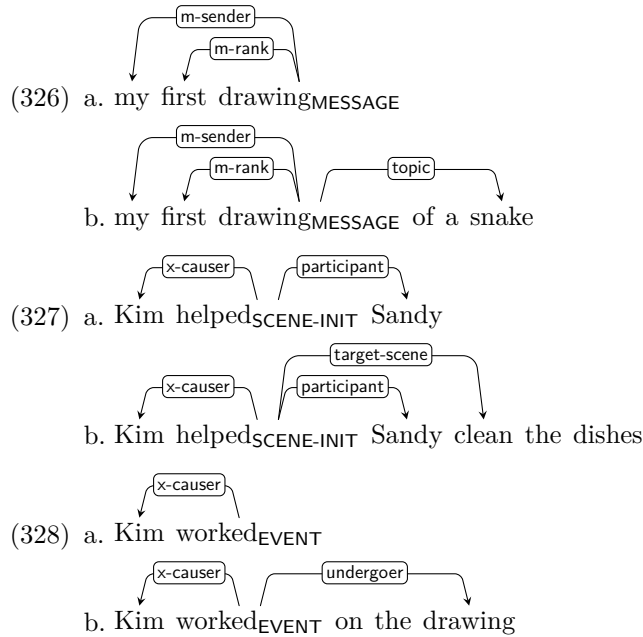 m-sender
m-rank
(326) a. my first drawingMESSAGE
m-sender
m-rank topic
b. my first drawingMESSAGE of a snake
x-causer participant
(327) a. Kim helpedSCENE-INIT Sandy
target-scene
x-causer participant
b. Kim helpedSCENE-INIT Sandy clean the dishes
x-causer
(328) a. Kim workedEVENT
x-causer undergoer
b. Kim workedEVENT on the drawing